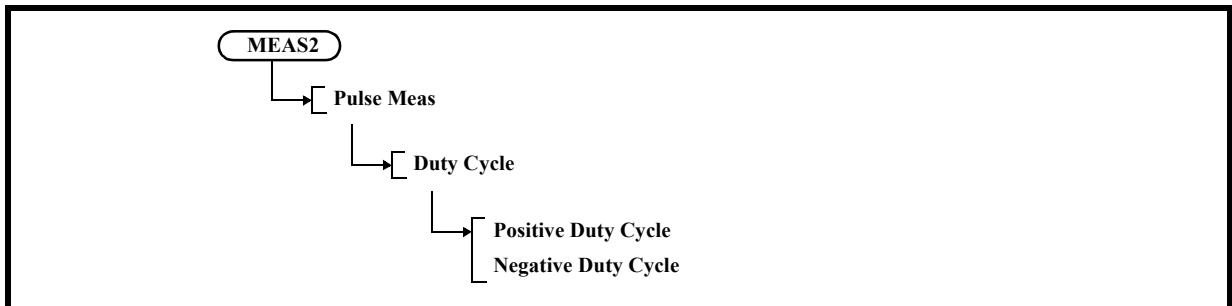 MEAS2
Pulse Meas
Duty Cycle
Positive Duty Cycle
Negative Duty Cycle